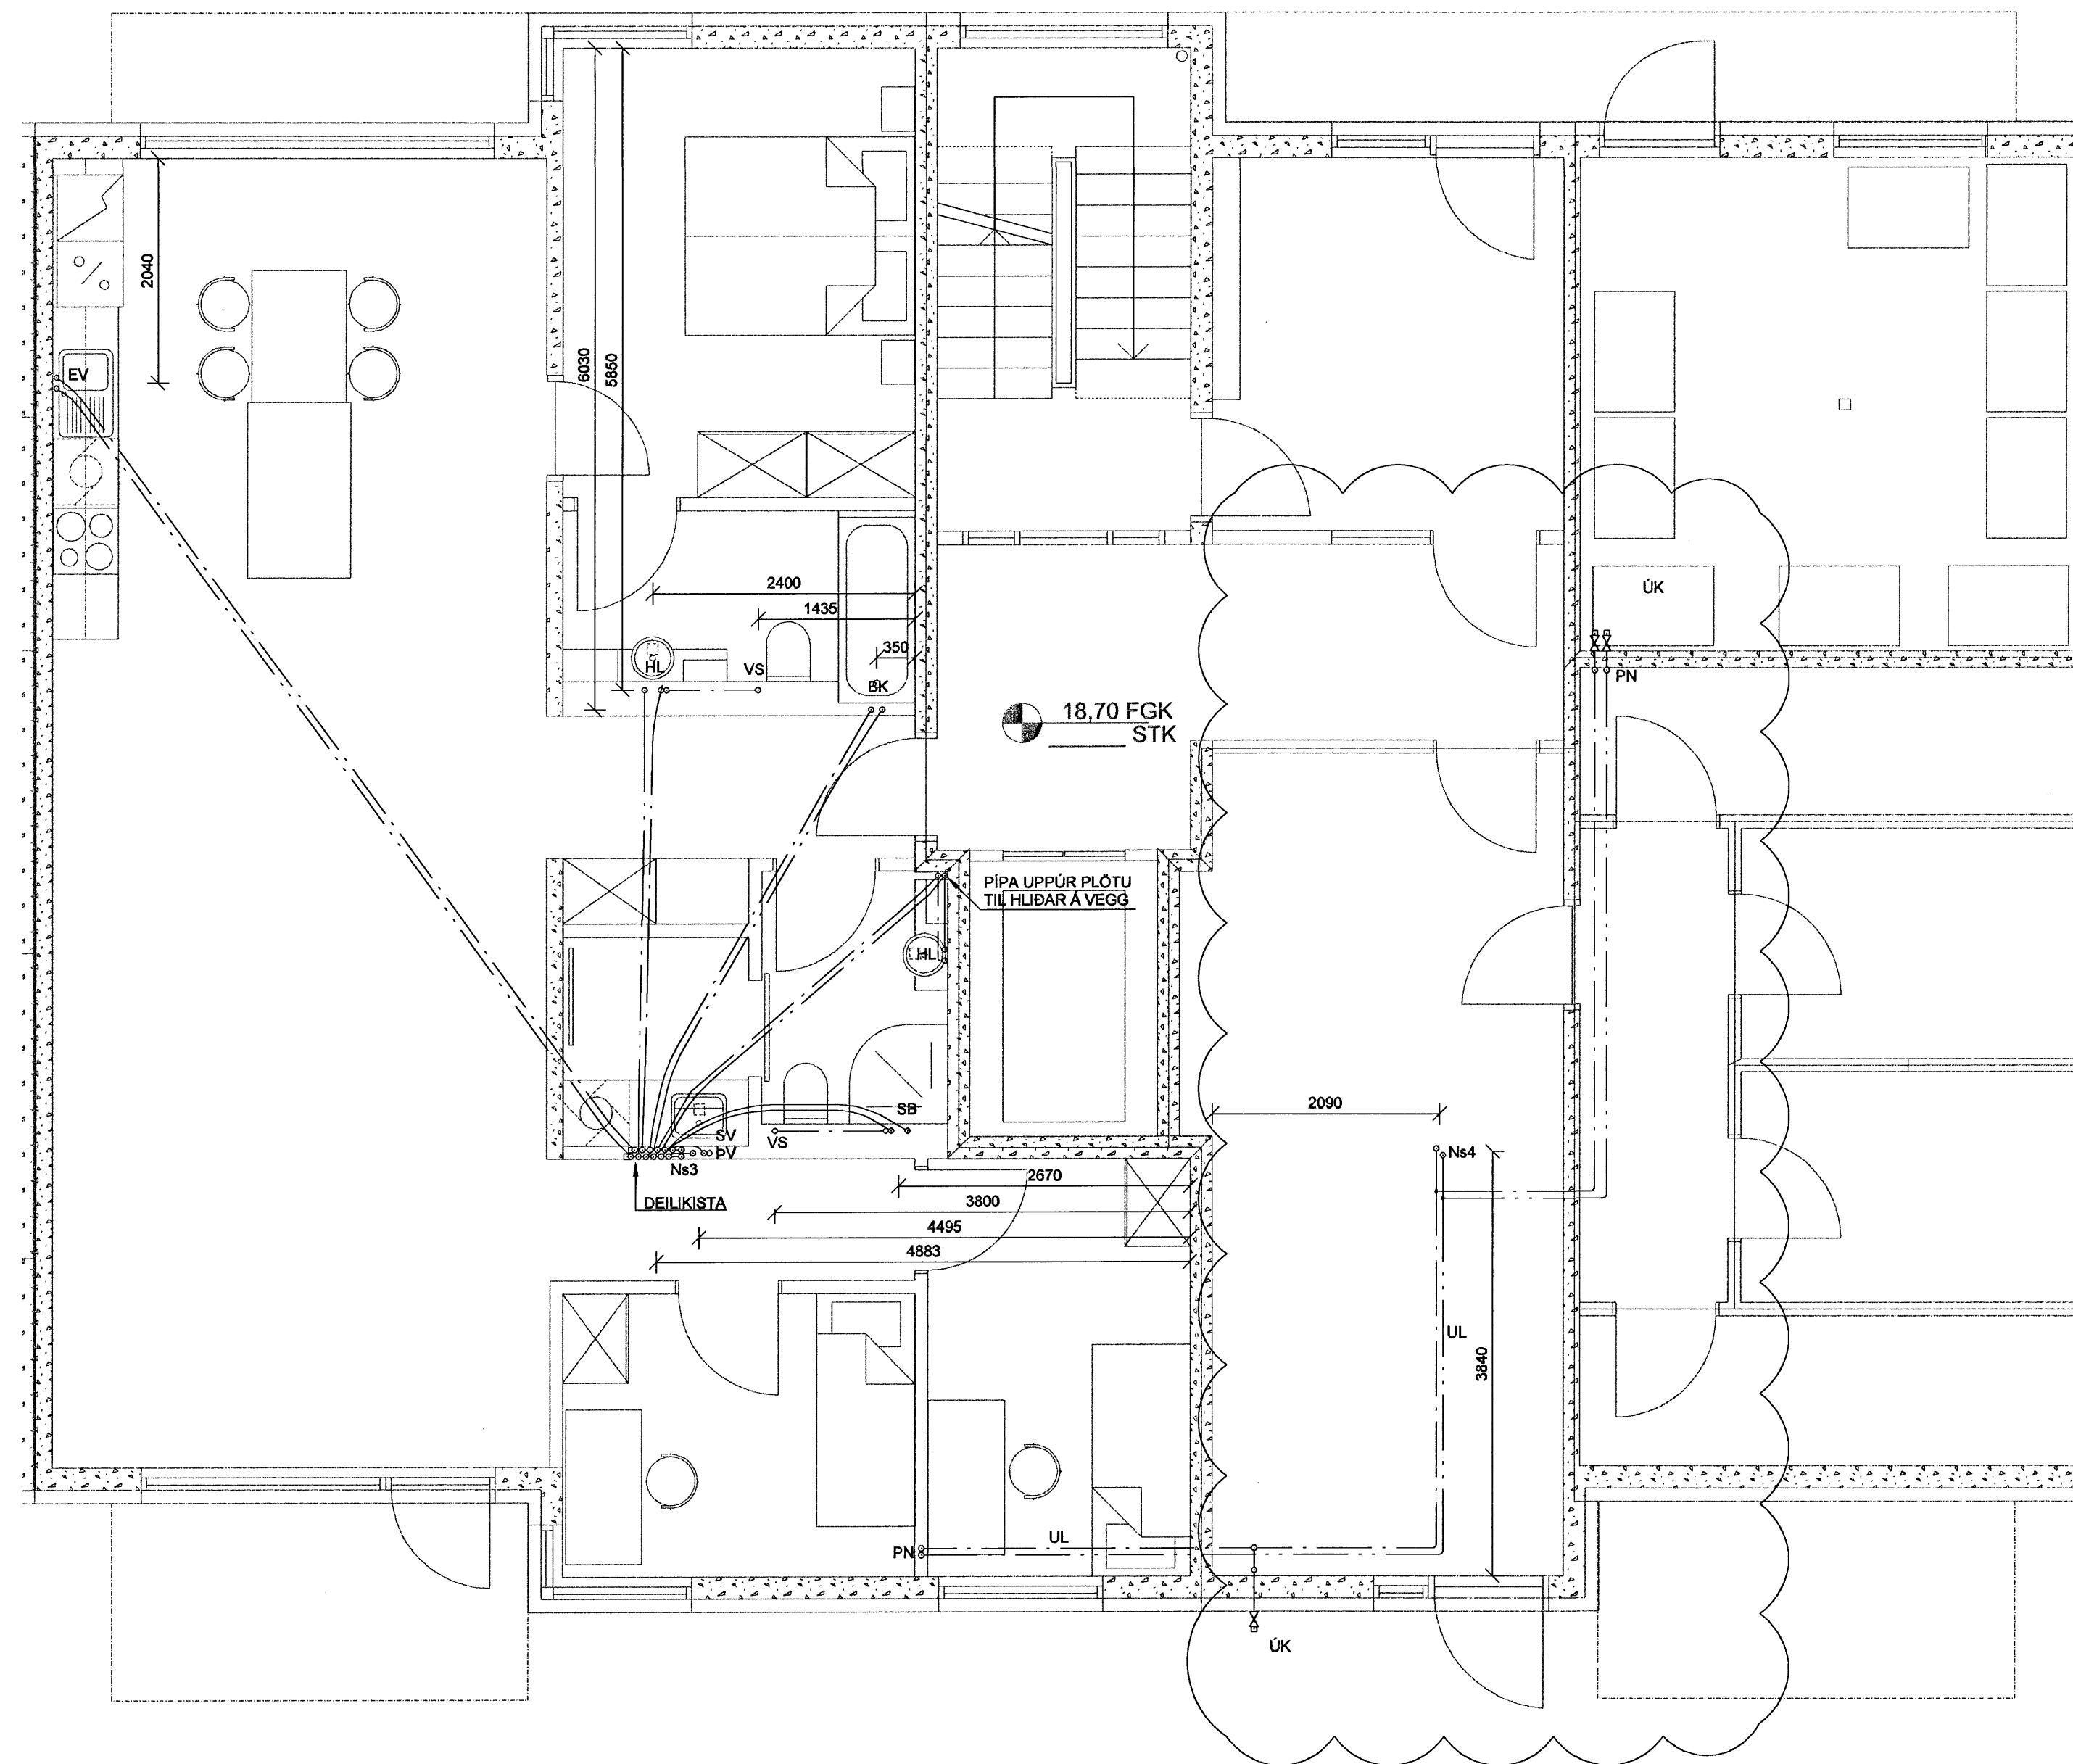 2040
EV
6030
5850
2400
1435
350
HL
VS
BK
ÚK
PN
18,70 FGK
STK
PÍPA UPPÚR PLÖTU
TIL HLIÐAR Á VEGG
HL
SB
SV
VS
ÞV
Ns3
DEILIKISTA
2090
Ns4
2670
3800
4495
4883
UL
3840
UL
PN
ÚK